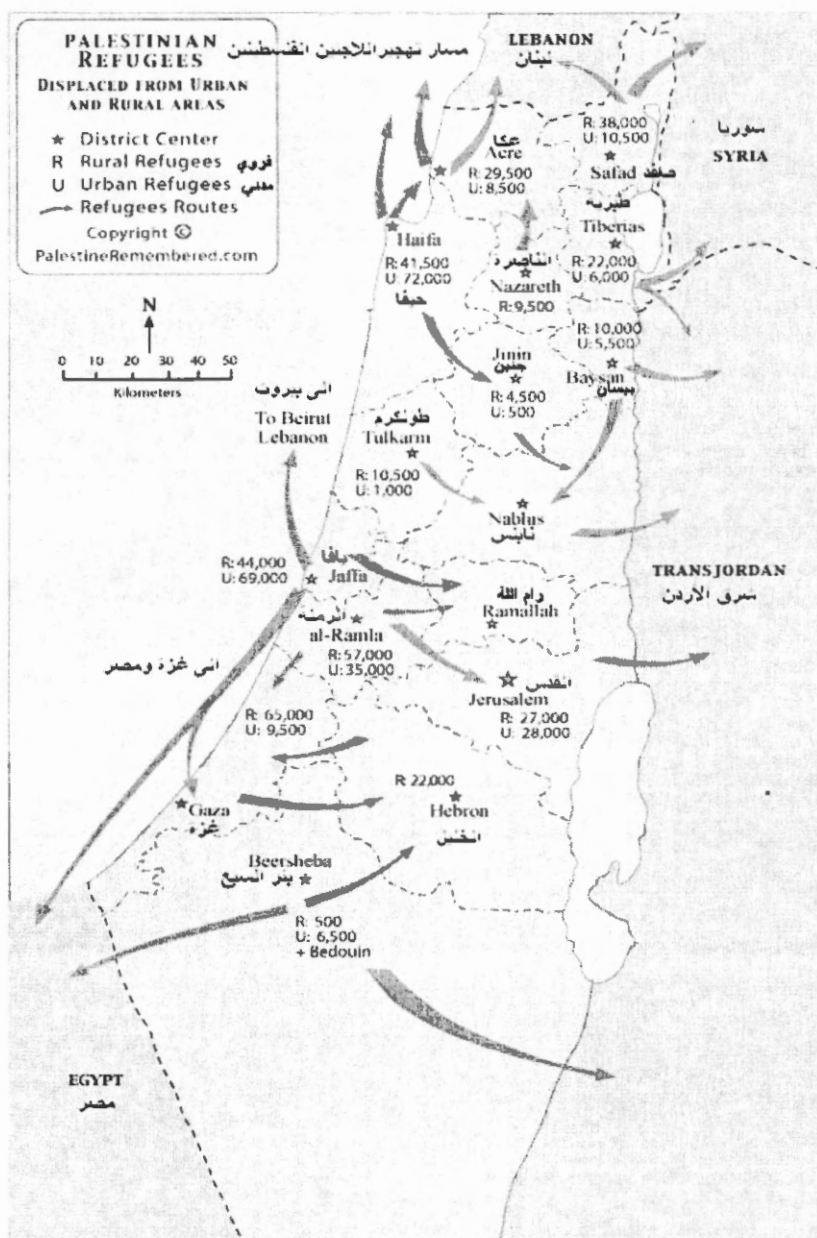 PALESTINIAN
REFUGEES
DISPLACED FROM URBAN
AND RURAL AREAS
★ District Center
R Rural Refugees قروي
U Urban Refugees مدني
Refugees Routes
Copyright ©
PalestineRemembered.com
مسار تهجير اللاجئين الفلسطينين
LEBANON
لبنان
سوريا
SYRIA
R: 38,000
U: 10,500
Safad صفد
عكا
Acre
R: 29,500
U: 8,500
طبريه
Tiberias
R: 22,000
U: 6,000
Haifa
R: 41,500
U: 72,000
حيفا
الناصرة
Nazareth
R:9,500
R:10,000
U:5,500
Baysan
بيسان
Jinin
جنين
R: 4,500
U: 500
N
0 10 20 30 40 50
Kilometers
الى بيروت
To Beirut
Lebanon
طولكرم
Tulkarm
R: 10,500
U: 1,000
Nablus
نابلس
R: 44,000
U: 69,000
يافا
Jaffa
TRANSJORDAN
شرق الاردن
رام الله
Ramallah
الرملة
al-Ramla
R:57,000
U:35,000
الى غزة ومصر
القدس
Jerusalem
R: 27,000
U: 28,000
R: 65,000
U: 9,500
R:22,000
Hebron
الخليل
Gaza
غزة
Beersheba
بئر السبع
R: 500
U: 6,500
+ Bedouin
EGYPT
مصر